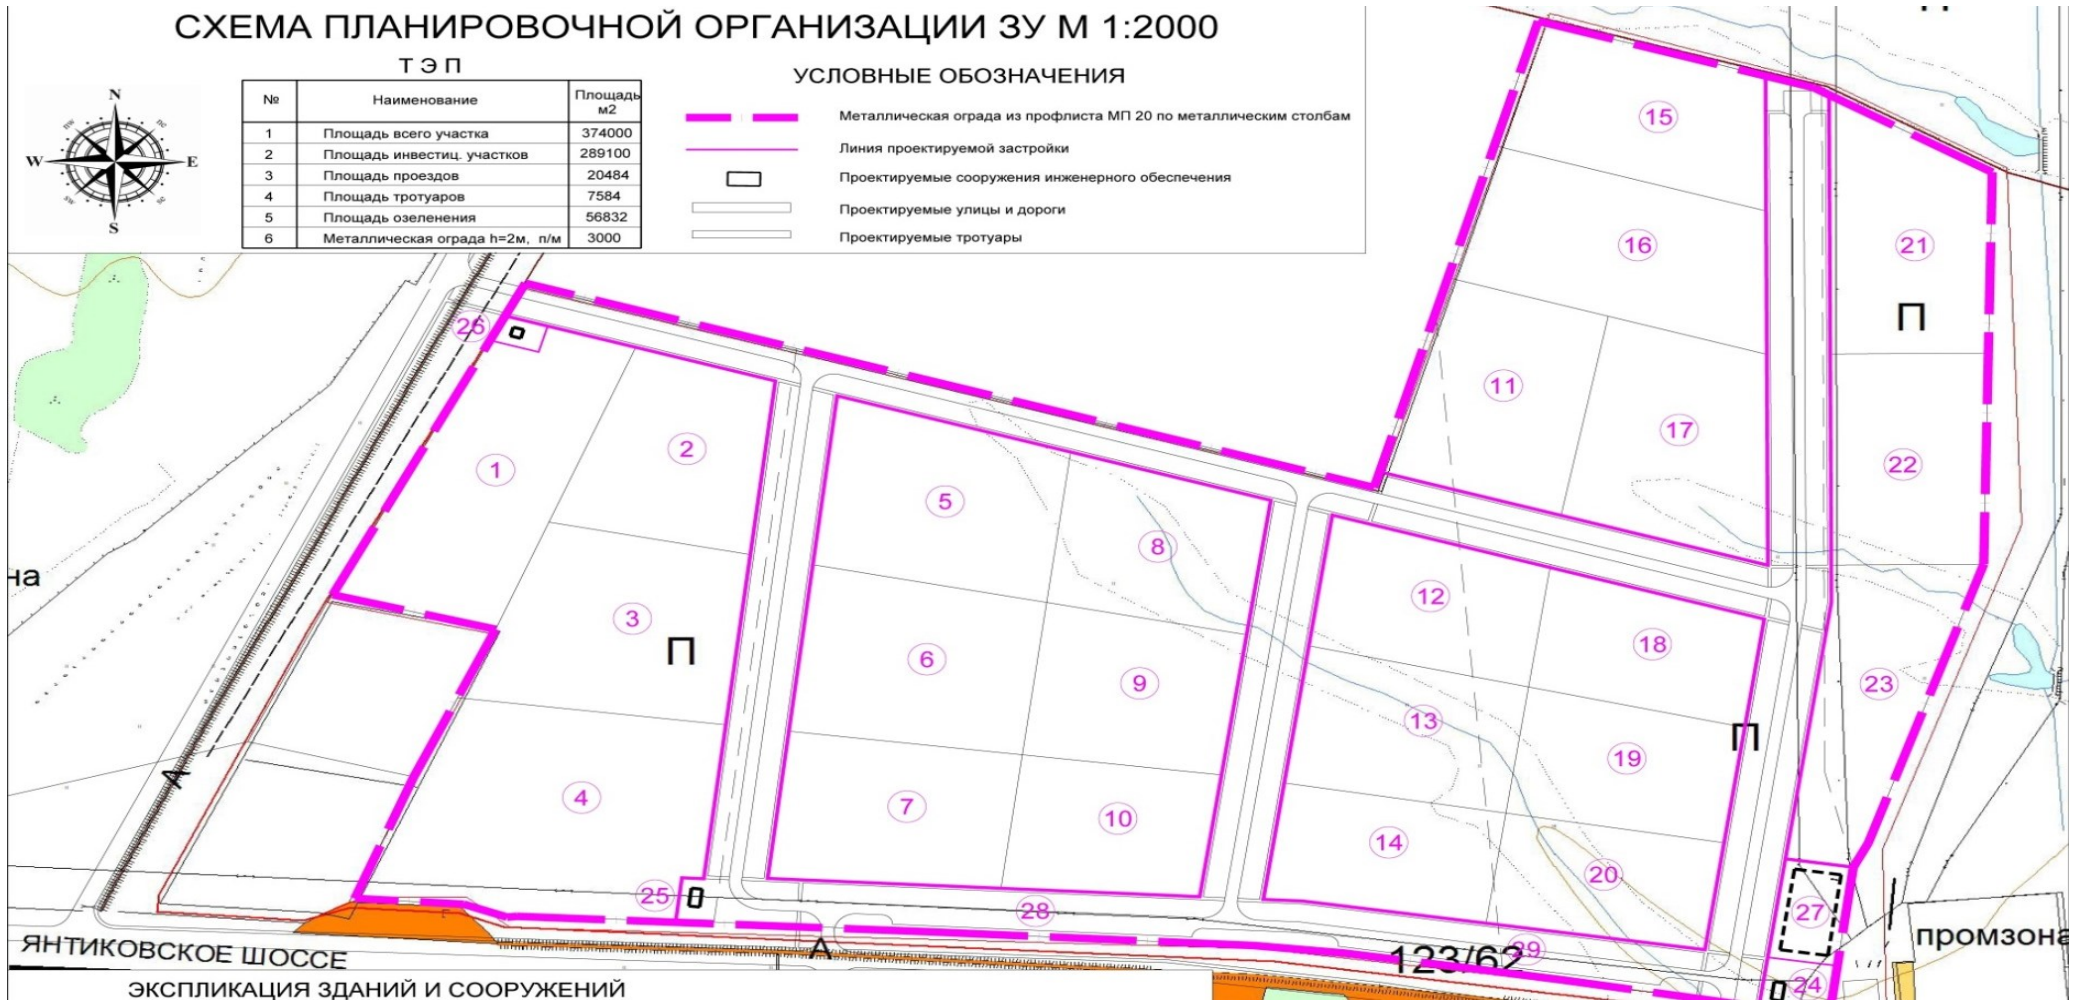 СХЕМА ПЛАНИРОВОЧНОЙ ОРГАНИЗАЦИИ ЗУ М 1:2000
ТЭП
№ Наименование Площадь м2
1 Площадь всего участка 374000
2 Площадь инвестиц. участков 289100
3 Площадь проездов 20484
4 Площадь тротуаров 7584
5 Площадь озеленения 56832
6 Металлическая ограда h=2м, п/м 3000
N
W
E
S
УСЛОВНЫЕ ОБОЗНАЧЕНИЯ
Металлическая ограда из профлиста МП 20 по металлическим столбам
Линия проектируемой застройки
Проектируемые сооружения инженерного обеспечения
Проектируемые улицы и дороги
Проектируемые тротуары
15
16
21
П
26
11
17
2
1
22
5
8
на
12
3
П
18
6
9
23
13
П
19
А
4
7
10
14
20
25
28
27
29
А
123/62
промзона
24
ЯНТИКОВСКОЕ ШОССЕ
ЭКСПЛИКАЦИЯ ЗДАНИЙ И СООРУЖЕНИЙ